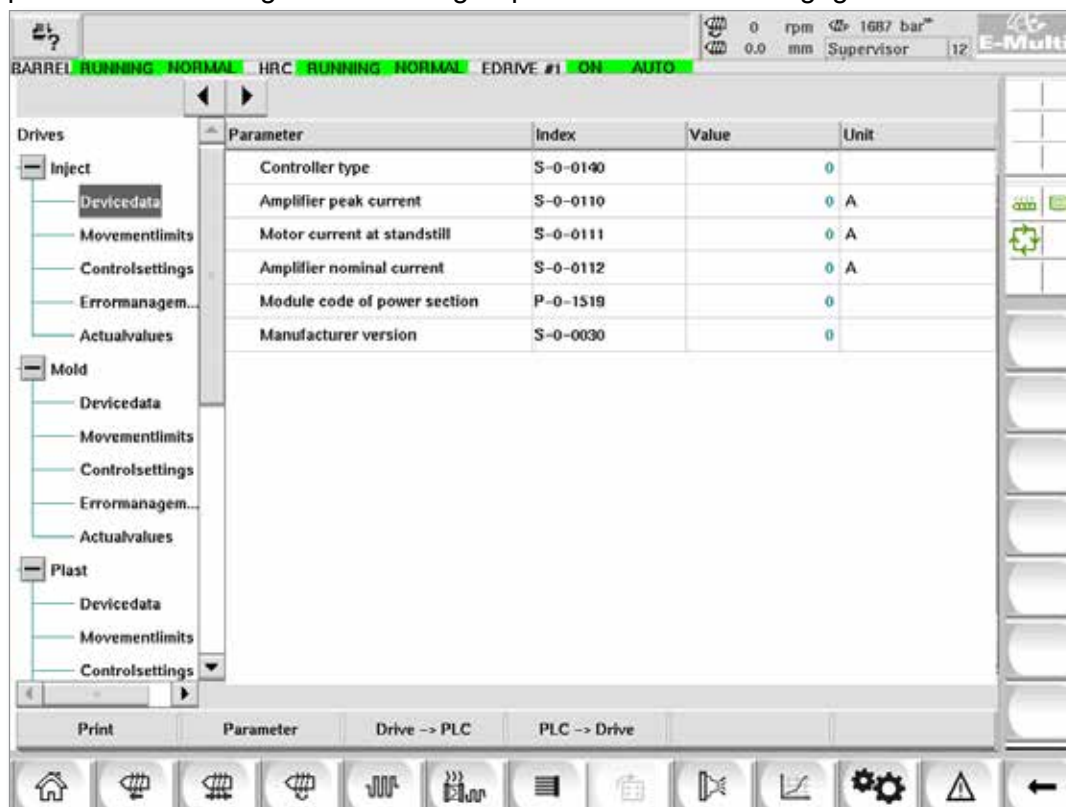 0 rpm 1687 bar
0.0 mm Supervisor 12 E-Multi
BARREL RUNNING NORMAL HRC RUNNING NORMAL EDRIVE #1 ON AUTO
Drives Parameter Index Value Unit
Inject Controller type S-0-0140 0
Devicedata Amplifier peak current S-0-0110 0 A
Movementlimits Motor current at standstill S-0-0111 0 A
Controlsettings Amplifier nominal current S-0-0112 0 A
Errormanagem... Module code of power section P-0-1519 0
Actualvalues Manufacturer version S-0-0030 0
Mold
Devicedata
Movementlimits
Controlsettings
Errormanagem...
Actualvalues
Plast
Devicedata
Movementlimits
Controlsettings
Print Parameter Drive --> PLC PLC --> Drive